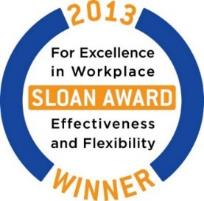 2013
For Excellence
in Workplace
SLOAN AWARD
Effectiveness
and Flexibility
WINNER